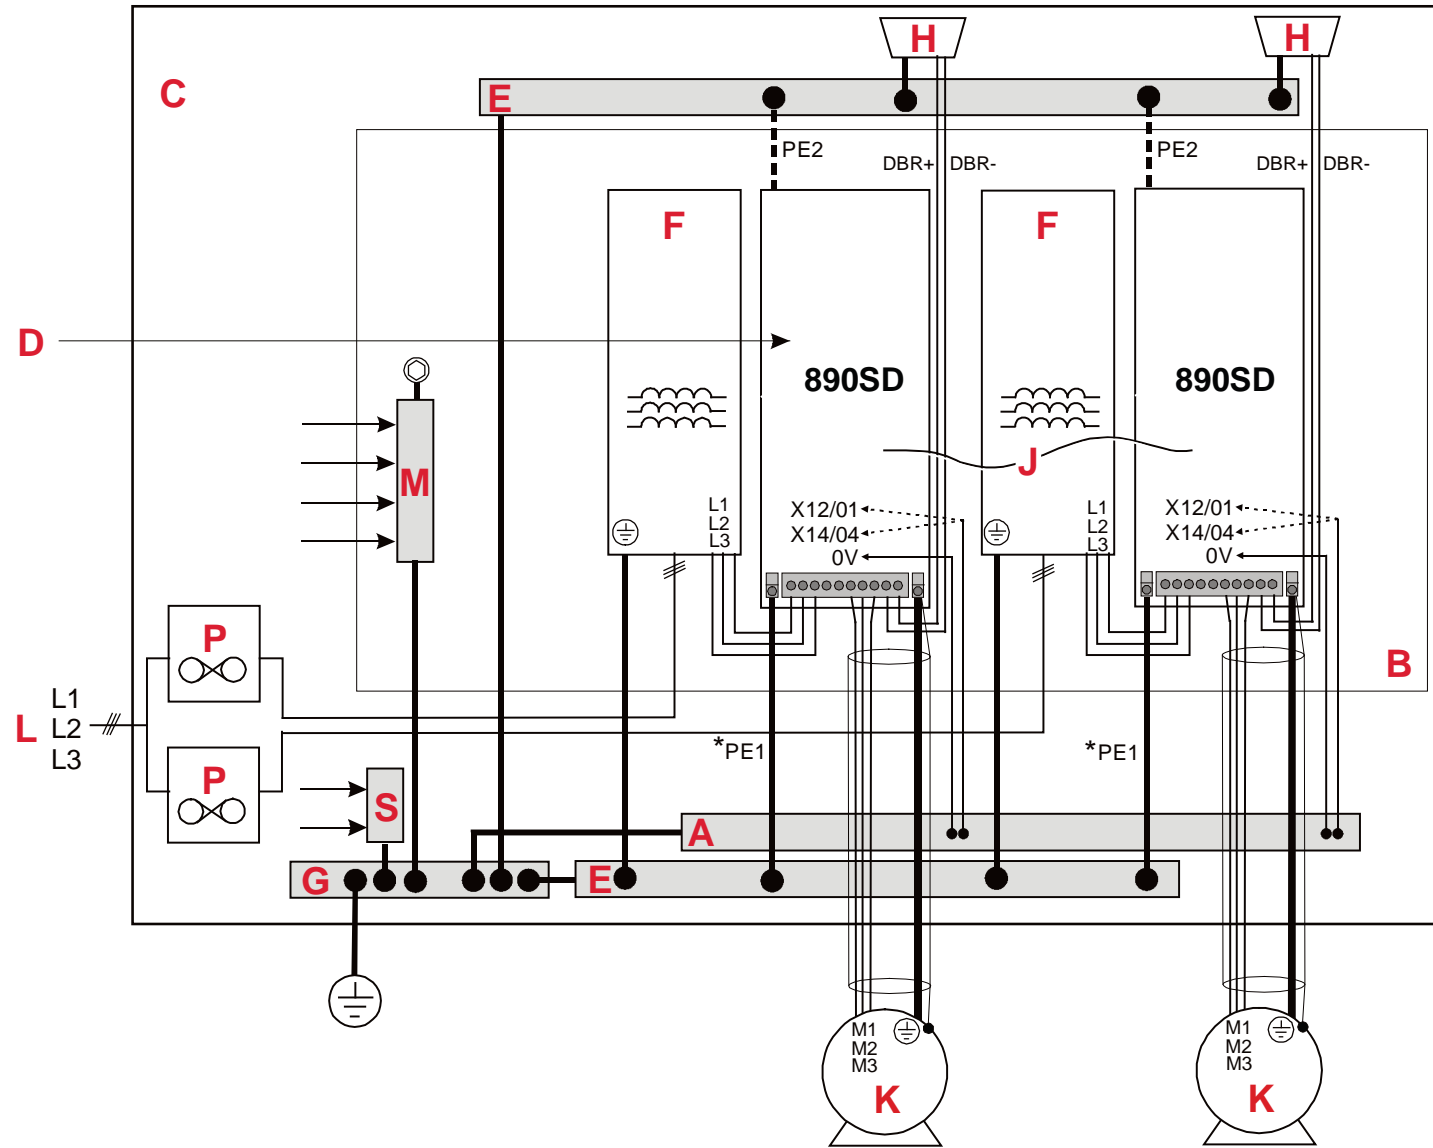 H
H
C
E
PE2
PE2
DBR+
DBR-
DBR+
DBR-
F
F
D
890SD
890SD
J
M
L1
L2
L3
X12/01
X14/04
0V
L1
L2
L3
X12/01
X14/04
0V
P
B
L
L1
L2
L3
*PE1
*PE1
P
S
A
G
E
M1
M2
M3
K
M1
M2
M3
K